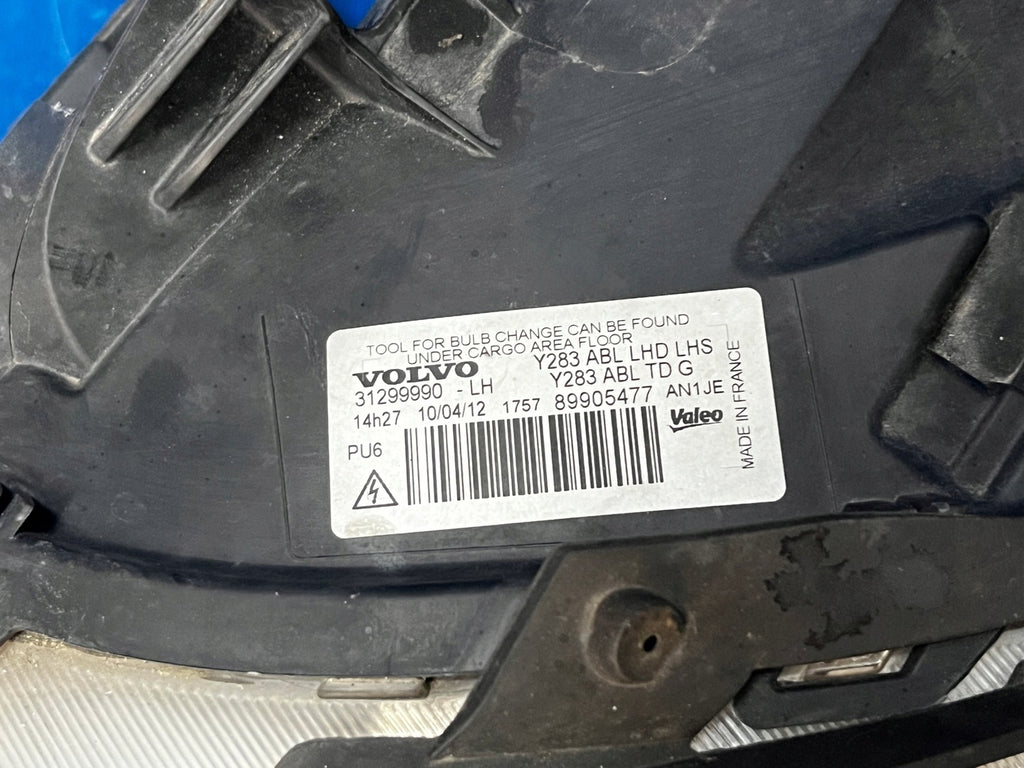 TOOL FOR BULB CHANGE CAN BE FOUND
UNDER CARGO AREA FLOOR
VOLVO Y283 ABL LHD LHS
31299990 - LH Y283 ABL TD G
14h27 10/04/12 1757 89905477 AN1JE
PU6
Valeo
MADE IN FRANCE